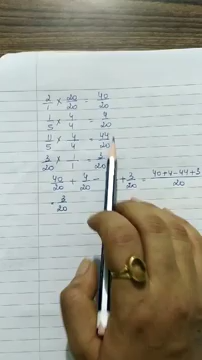 2/1 × 20/20 = 40/20
1/5 × 4/4 = 4/20
11/5 × 4/4 = 44/20
3/20 × 1/1 = 3/20
40/20 + 4/20 - + 3/20 = 40+4-44+3/20
= 3/20